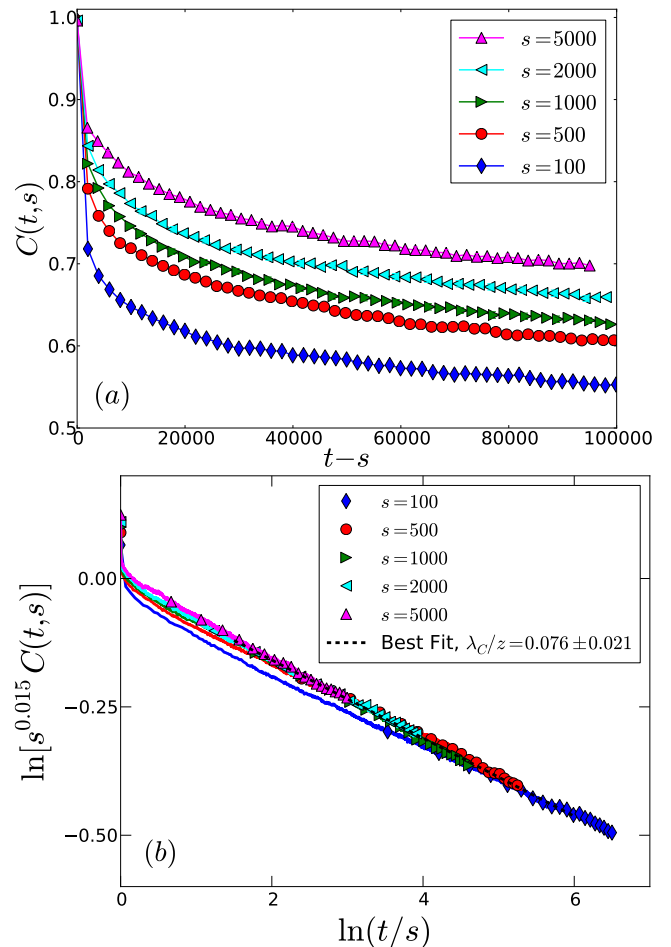 1.0
0.9
0.8
0.7
0.6
0.5
C(t,s)
s=5000
s=2000
s=1000
s=500
s=100
(a)
0 20000 40000 60000 80000 100000
t−s
0.00
−0.25
−0.50
ln[s^0.015 C(t,s)]
s=100
s=500
s=1000
s=2000
s=5000
Best Fit, λ_C/z=0.076±0.021
(b)
0 2 4 6
ln(t/s)